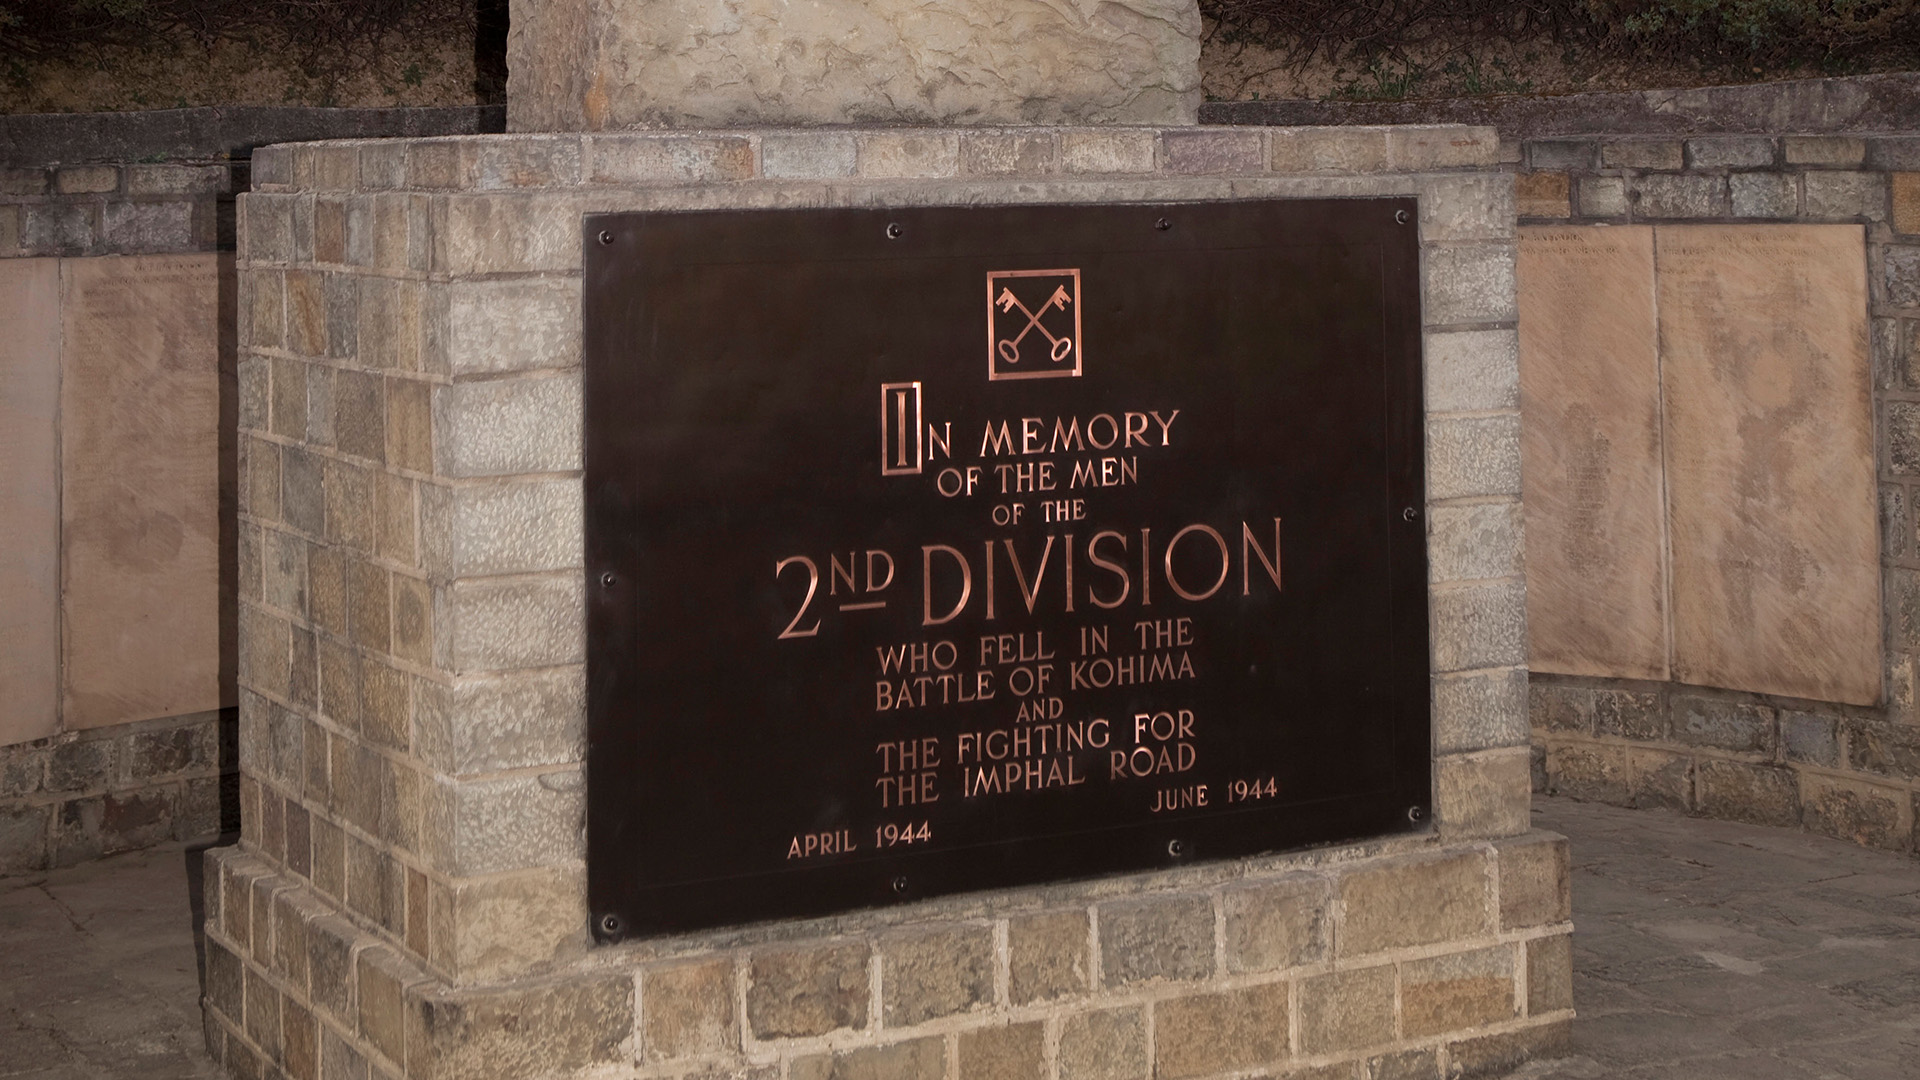 IN MEMORY
OF THE MEN
OF THE
2ND DIVISION
WHO FELL IN THE
BATTLE OF KOHIMA
AND
THE FIGHTING FOR
THE IMPHAL ROAD
APRIL 1944
JUNE 1944